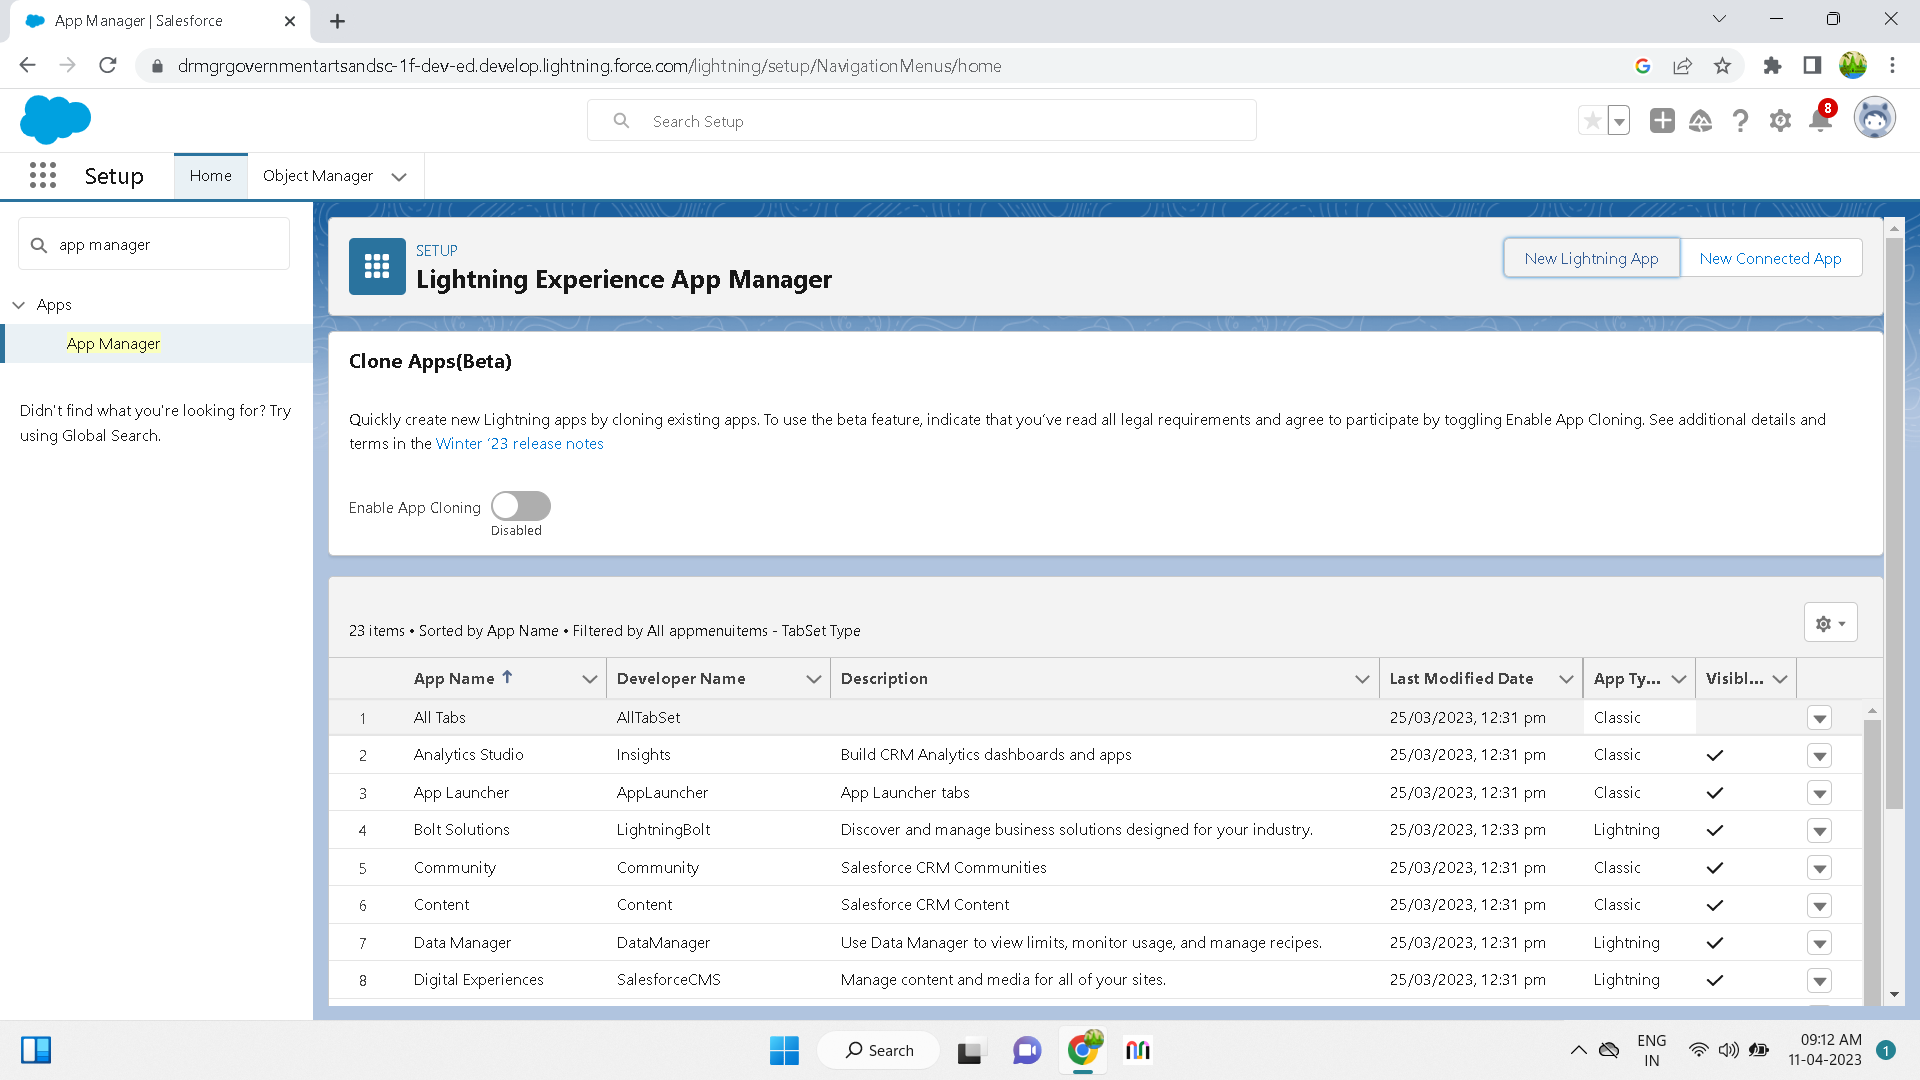 App Manager | Salesforce
drmgrgovernmentartsandsc-1f-dev-ed.develop.lightning.force.com/lightning/setup/NavigationMenus/home
Search Setup
8
Setup
Home
Object Manager
app manager
Apps
App Manager
Didn't find what you're looking for? Try
using Global Search.
SETUP
Lightning Experience App Manager
New Lightning App
New Connected App
Clone Apps(Beta)
Quickly create new Lightning apps by cloning existing apps. To use the beta feature, indicate that you've read all legal requirements and agree to participate by toggling Enable App Cloning. See additional details and
terms in the Winter '23 release notes
Enable App Cloning
Disabled
23 items • Sorted by App Name • Filtered by All appmenuitems - TabSet Type
App Name Developer Name Description Last Modified Date App Ty... Visibl...
1 All Tabs AllTabSet 25/03/2023, 12:31 pm Classic
2 Analytics Studio Insights Build CRM Analytics dashboards and apps 25/03/2023, 12:31 pm Classic
3 App Launcher AppLauncher App Launcher tabs 25/03/2023, 12:31 pm Classic
4 Bolt Solutions LightningBolt Discover and manage business solutions designed for your industry. 25/03/2023, 12:33 pm Lightning
5 Community Community Salesforce CRM Communities 25/03/2023, 12:31 pm Classic
6 Content Content Salesforce CRM Content 25/03/2023, 12:31 pm Classic
7 Data Manager DataManager Use Data Manager to view limits, monitor usage, and manage recipes. 25/03/2023, 12:31 pm Lightning
8 Digital Experiences SalesforceCMS Manage content and media for all of your sites. 25/03/2023, 12:31 pm Lightning
Search
ENG
IN
09:12 AM
11-04-2023
1